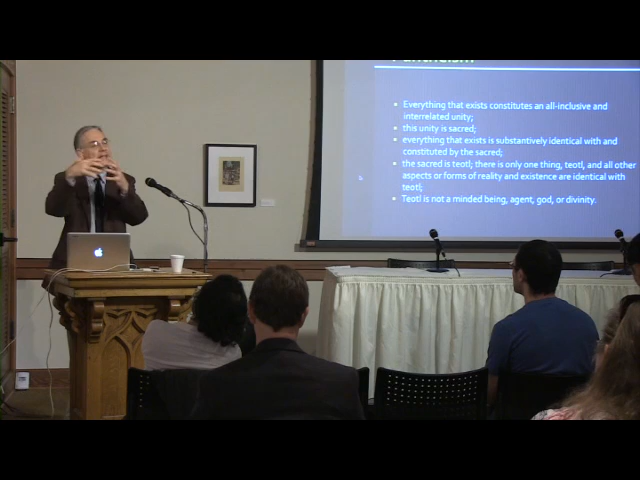 Pantheism
• Everything that exists constitutes an all-inclusive and
interrelated unity;
• this unity is sacred;
• everything that exists is substantively identical with and
constituted by the sacred;
• the sacred is teotl; there is only one thing, teotl, and all other
aspects or forms of reality and existence are identical with
teotl;
• Teotl is not a minded being, agent, god, or divinity.